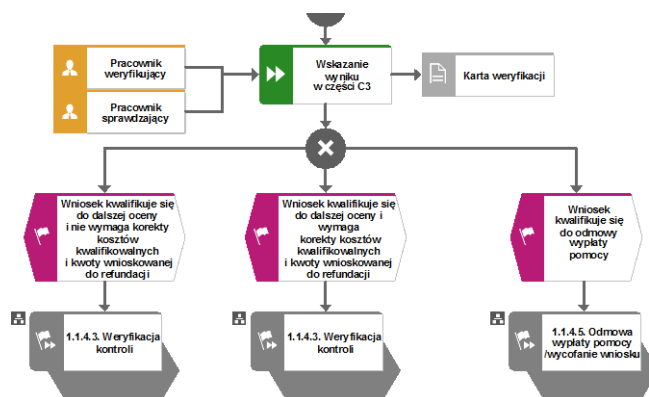 Pracownik
weryfikujący
Pracownik
sprawdzający
Wskazanie
wyniku
w części C3
Karta weryfikacji
Wniosek kwalifikuje się
do dalszej oceny
i nie wymaga korekty
kosztów
kwalifikowanych
i kwoty wnioskowanej
do refundacji
Wniosek kwalifikuje się
do dalszej oceny i
wymaga
korekty kosztów
kwalifikowanych
i kwoty wnioskowanej
do refundacji
Wniosek
kwalifikuje się
do odmowy
wypłaty
pomocy
1.1.4.3. Weryfikacja
kontroli
1.1.4.3. Weryfikacja
kontroli
1.1.4.5. Odmowa
wypłaty pomocy
/wycofanie wniosku